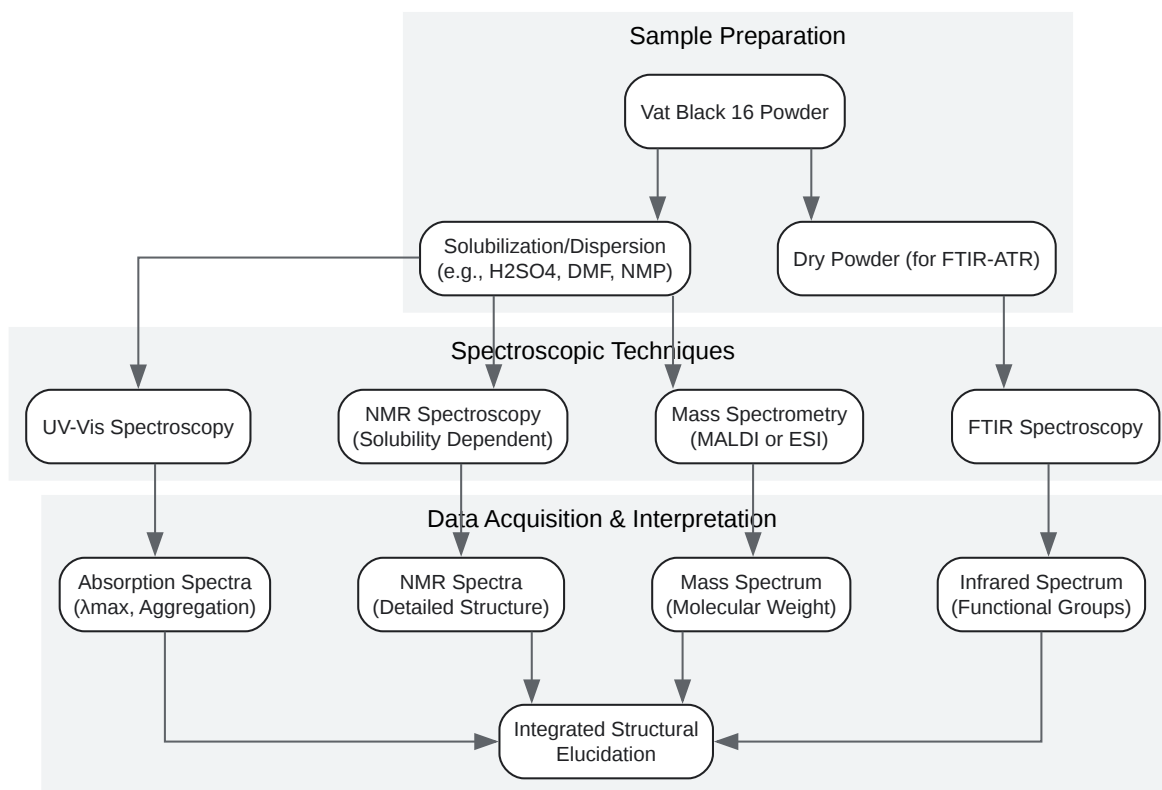 Sample Preparation
Vat Black 16 Powder
Solubilization/Dispersion
(e.g., H2SO4, DMF, NMP)
Dry Powder (for FTIR-ATR)
Spectroscopic Techniques
UV-Vis Spectroscopy
NMR Spectroscopy
(Solubility Dependent)
Mass Spectrometry
(MALDI or ESI)
FTIR Spectroscopy
Data Acquisition & Interpretation
Absorption Spectra
(λmax, Aggregation)
NMR Spectra
(Detailed Structure)
Mass Spectrum
(Molecular Weight)
Infrared Spectrum
(Functional Groups)
Integrated Structural
Elucidation